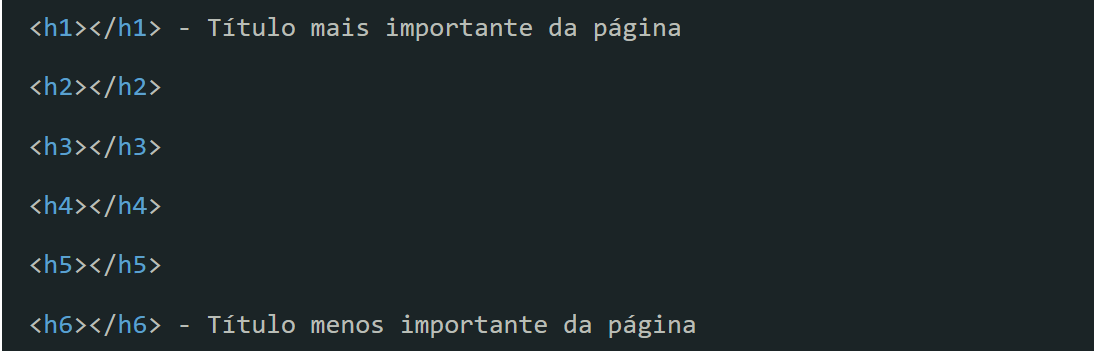 <h1></h1> - Título mais importante da página
<h2></h2>
<h3></h3>
<h4></h4>
<h5></h5>
<h6></h6> - Título menos importante da página